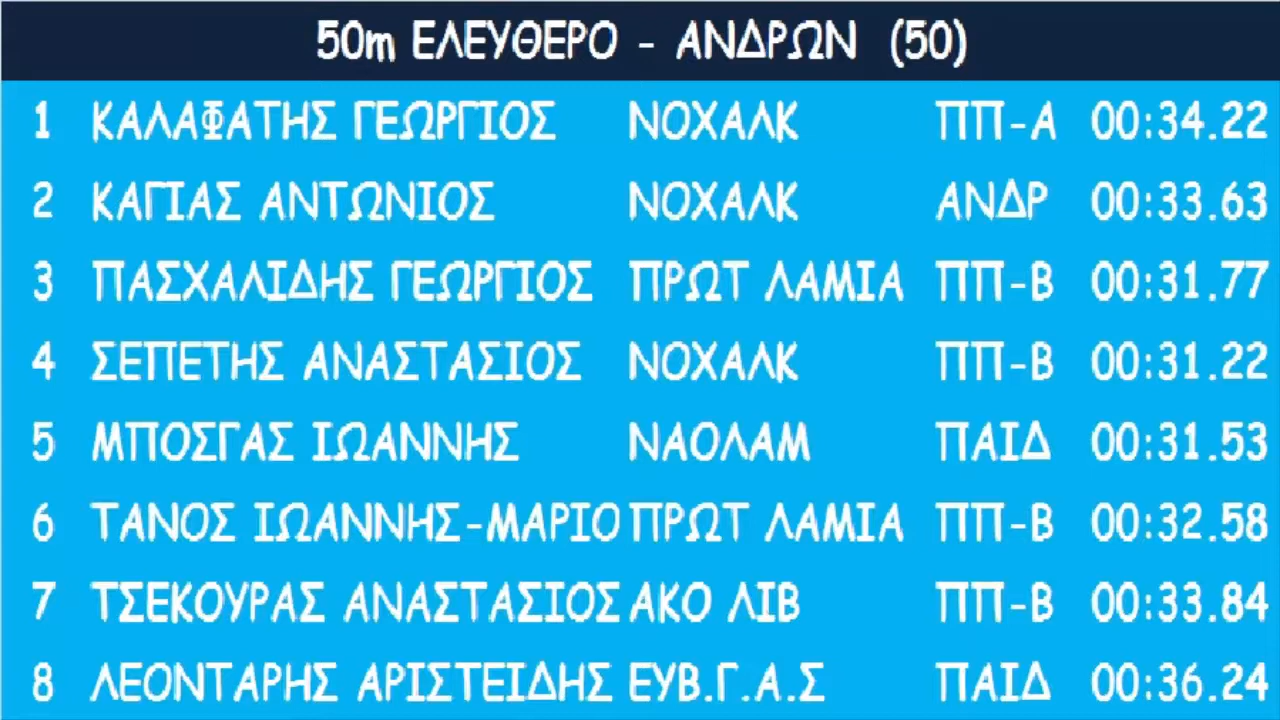 50m ΕΛΕΥΘΕΡΟ - ΑΝΔΡΩΝ (50)
1 ΚΑΛΑΦΑΤΗΣ ΓΕΩΡΓΙΟΣ ΝΟΧΑΛΚ ΠΠ-Α 00:34.22
2 ΚΑΓΙΑΣ ΑΝΤΩΝΙΟΣ ΝΟΧΑΛΚ ΑΝΔΡ 00:33.63
3 ΠΑΣΧΑΛΙΔΗΣ ΓΕΩΡΓΙΟΣ ΠΡΩΤ ΛΑΜΙΑ ΠΠ-Β 00:31.77
4 ΣΕΠΕΤΗΣ ΑΝΑΣΤΑΣΙΟΣ ΝΟΧΑΛΚ ΠΠ-Β 00:31.22
5 ΜΠΟΣΓΑΣ ΙΩΑΝΝΗΣ ΝΑΟΛΑΜ ΠΑΙΔ 00:31.53
6 ΤΑΝΟΣ ΙΩΑΝΝΗΣ-ΜΑΡΙΟ ΠΡΩΤ ΛΑΜΙΑ ΠΠ-Β 00:32.58
7 ΤΣΕΚΟΥΡΑΣ ΑΝΑΣΤΑΣΙΟΣ ΑΚΟ ΛΙΒ ΠΠ-Β 00:33.84
8 ΛΕΟΝΤΑΡΗΣ ΑΡΙΣΤΕΙΔΗΣ ΕΥΒ.Γ.Α.Σ ΠΑΙΔ 00:36.24